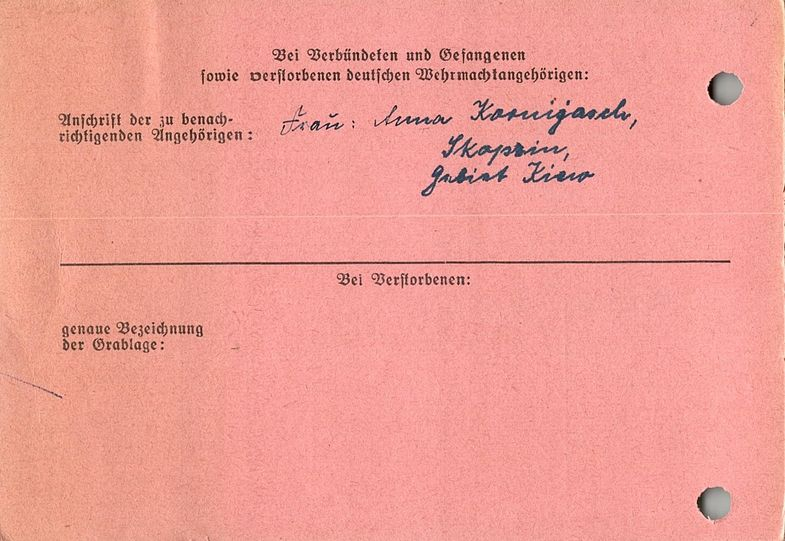 Bei Verbündeten und Gefangenen
sowie verstorbenen deutschen Wehrmachtangehörigen:
Anschrift der zu benach-
richtigenden Angehörigen:
Frau: Anna Kornigasch,
Skopzin,
Gebiet Kiew
Bei Verstorbenen:
genaue Bezeichnung
der Grablage: